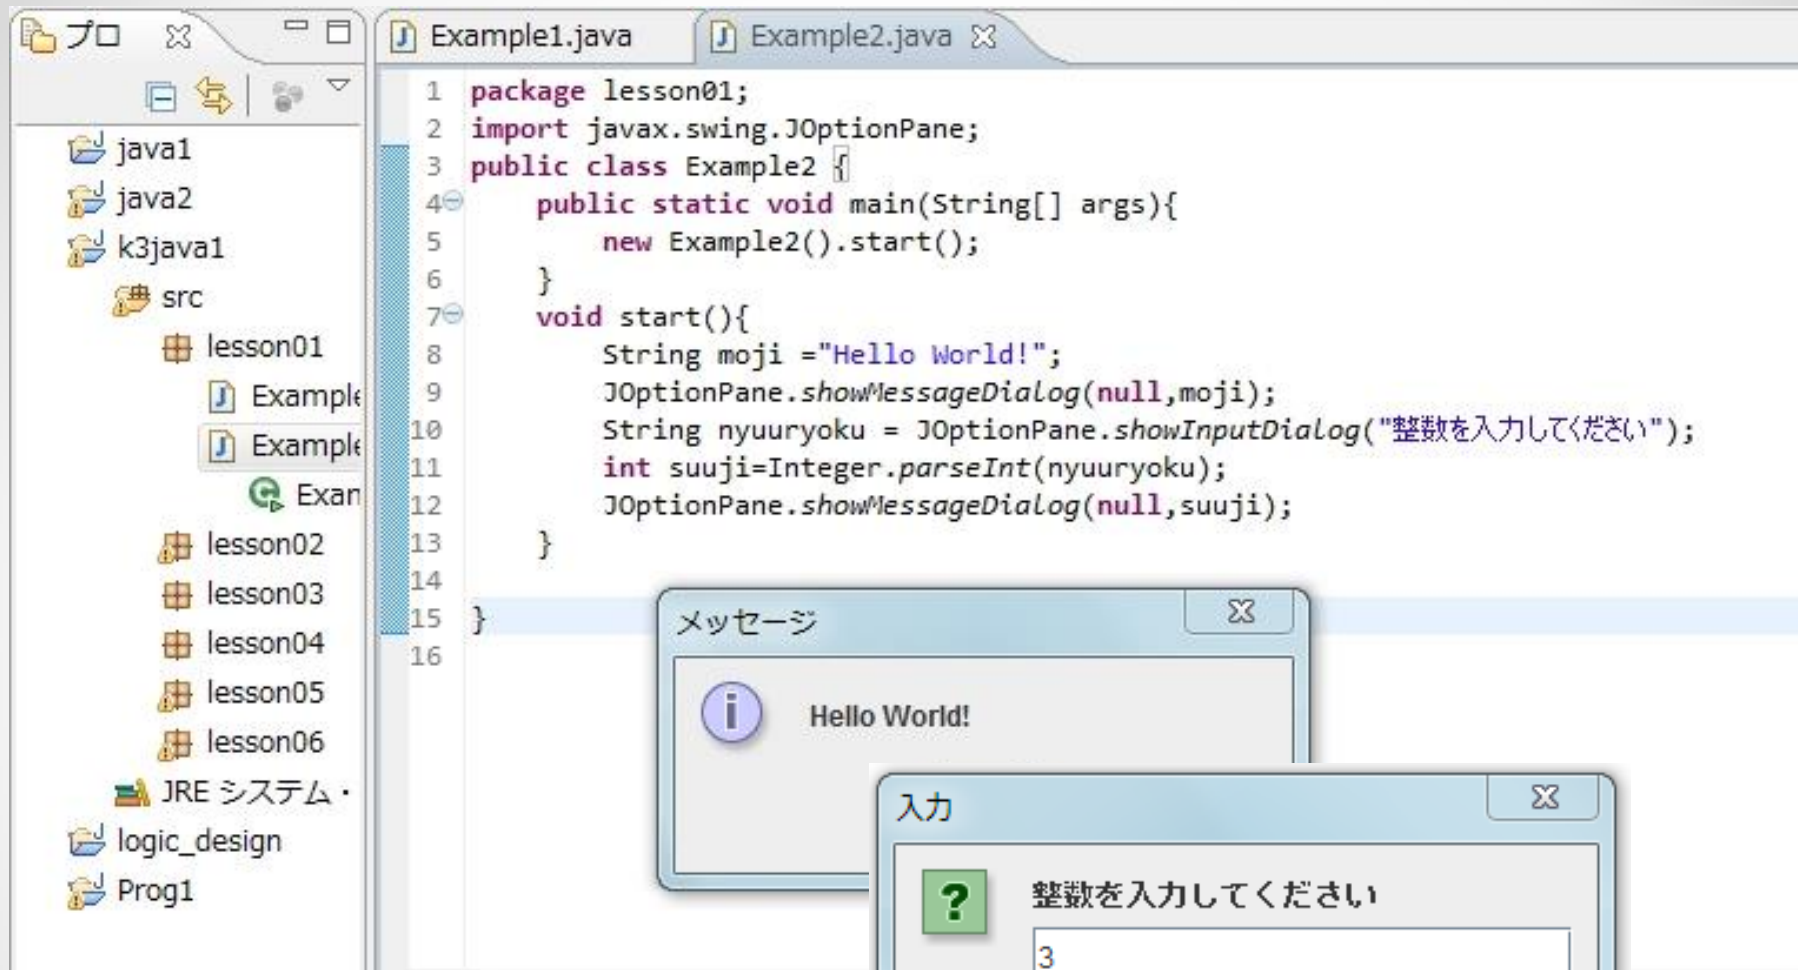 プロ
java1
java2
k3java1
src
lesson01
Example
Example
Exan
lesson02
lesson03
lesson04
lesson05
lesson06
JRE システム・
logic_design
Prog1
Example1.java
Example2.java
1 package lesson01;
2 import javax.swing.JOptionPane;
3 public class Example2 {
4 public static void main(String[] args){
5 new Example2().start();
6 }
7 void start(){
8 String moji ="Hello World!";
9 JOptionPane.showMessageDialog(null,moji);
10 String nyuuryoku = JOptionPane.showInputDialog("整数を入力してください");
11 int suuji=Integer.parseInt(nyuuryoku);
12 JOptionPane.showMessageDialog(null,suuji);
13 }
14
15 }
16
メッセージ
Hello World!
入力
整数を入力してください
3